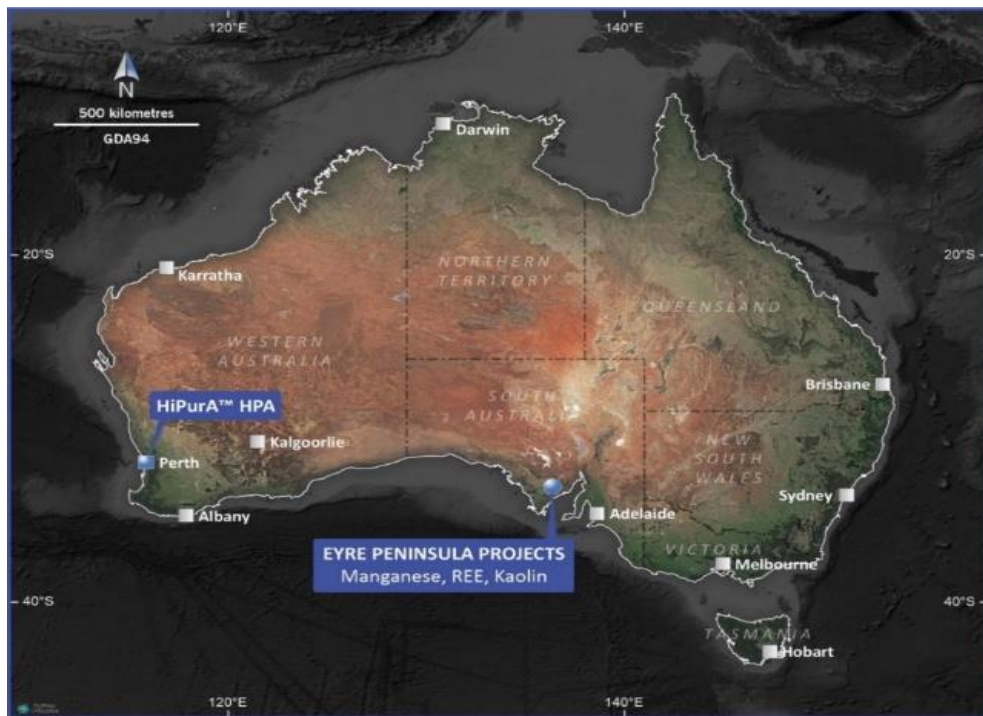 120°E
140°E
N
500 kilometres
GDA94
Darwin
20°S
20°S
Karratha
NORTHERN
TERRITORY
QUEENSLAND
WESTERN
AUSTRALIA
Brisbane
SOUTH
AUSTRALI
HiPurA™ HPA
Kalgoorlie
NEW
SOUTH
WALES
Perth
Sydney
Albany
Adelaide
EYRE PENINSULA PROJECTS
Manganese, REE, Kaolin
VICTORIA
Melbourne
40°S
40°S
TASMANIA
Hobart
120°E
140°E